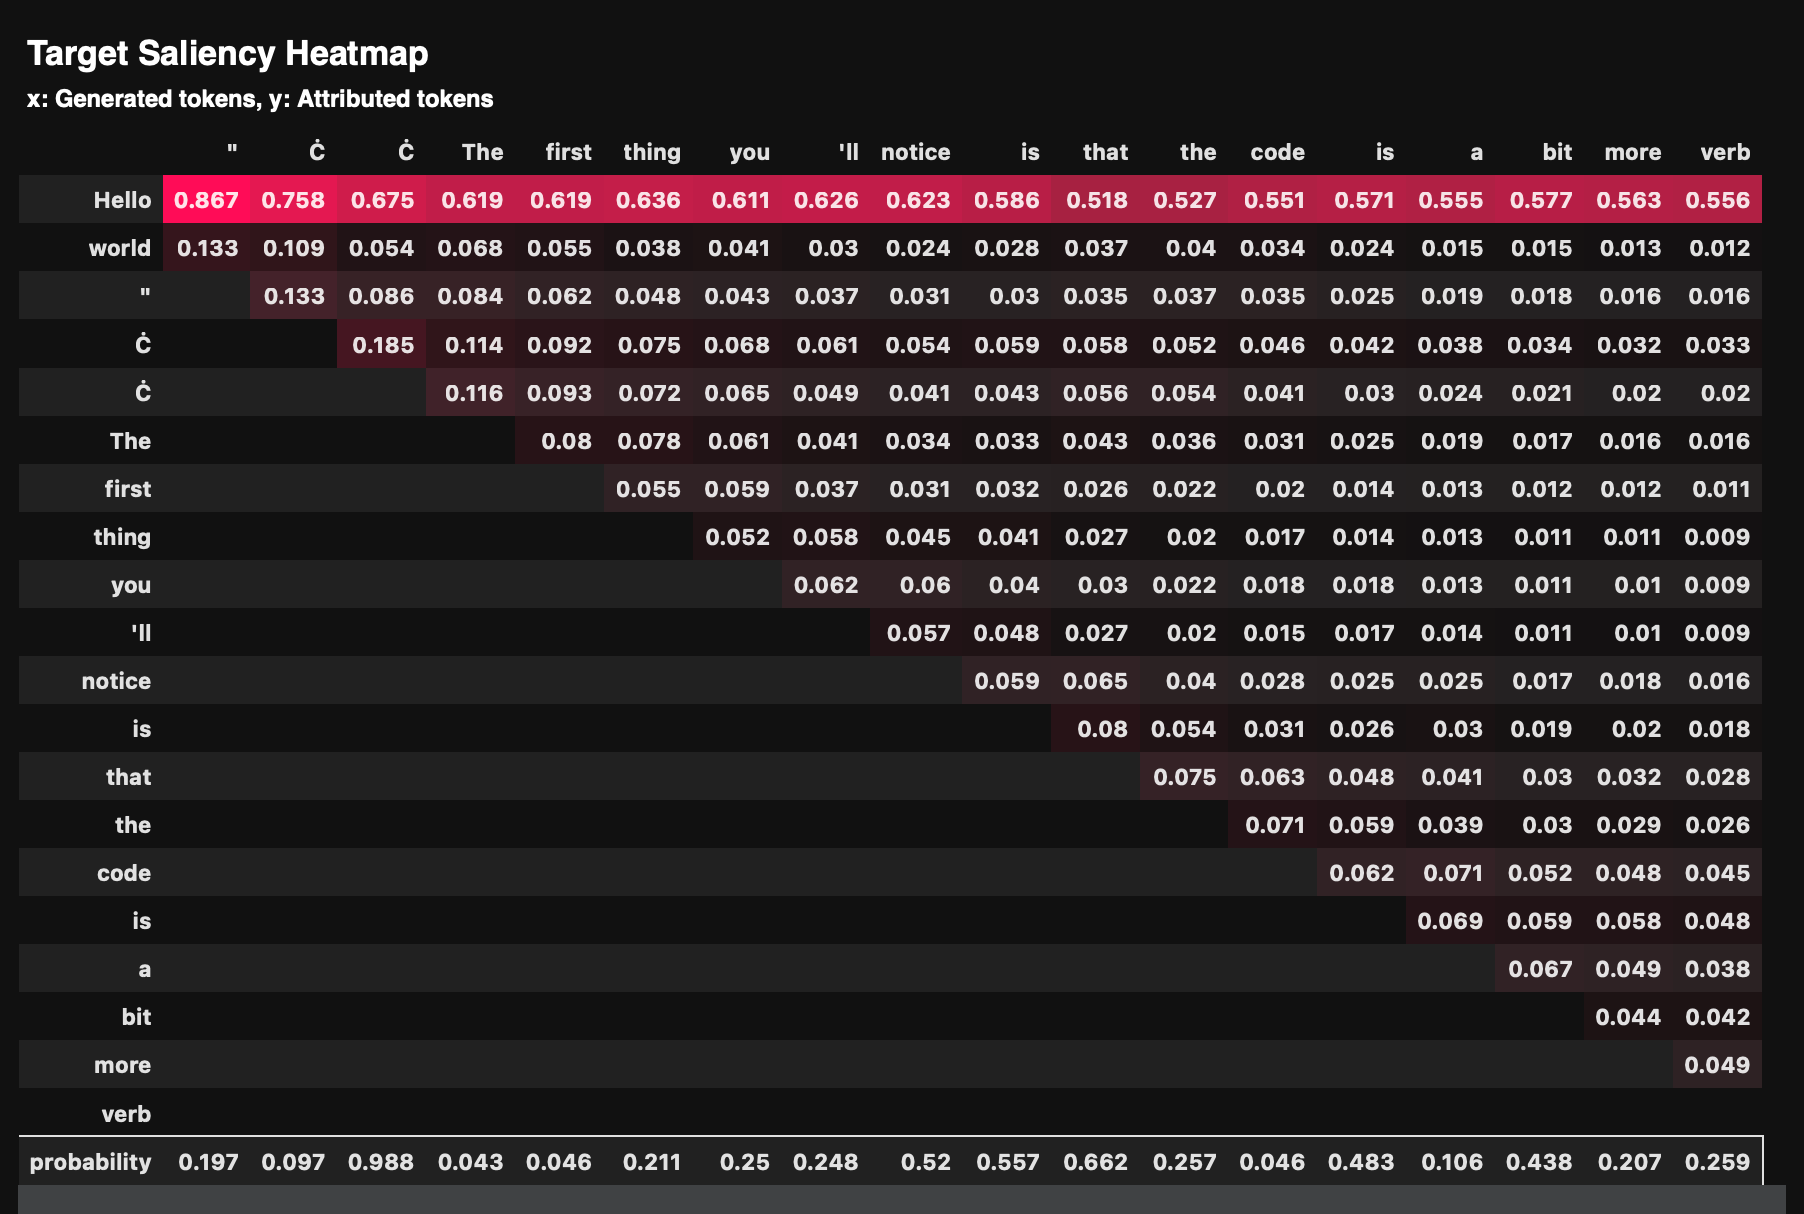 Target Saliency Heatmap
x: Generated tokens, y: Attributed tokens
" Ċ Ċ The first thing you 'll notice is that the code is a bit more verb
Hello 0.867 0.758 0.675 0.619 0.619 0.636 0.611 0.626 0.623 0.586 0.518 0.527 0.551 0.571 0.555 0.577 0.563 0.556
world 0.133 0.109 0.054 0.068 0.055 0.038 0.041 0.03 0.024 0.028 0.037 0.04 0.034 0.024 0.015 0.015 0.013 0.012
" 0.133 0.086 0.084 0.062 0.048 0.043 0.037 0.031 0.03 0.035 0.037 0.035 0.025 0.019 0.018 0.016 0.016
Ċ 0.185 0.114 0.092 0.075 0.068 0.061 0.054 0.059 0.058 0.052 0.046 0.042 0.038 0.034 0.032 0.033
Ċ 0.116 0.093 0.072 0.065 0.049 0.041 0.043 0.056 0.054 0.041 0.03 0.024 0.021 0.02 0.02
The 0.08 0.078 0.061 0.041 0.034 0.033 0.043 0.036 0.031 0.025 0.019 0.017 0.016 0.016
first 0.055 0.059 0.037 0.031 0.032 0.026 0.022 0.02 0.014 0.013 0.012 0.012 0.011
thing 0.052 0.058 0.045 0.041 0.027 0.02 0.017 0.014 0.013 0.011 0.011 0.009
you 0.062 0.06 0.04 0.03 0.022 0.018 0.018 0.013 0.011 0.01 0.009
'll 0.057 0.048 0.027 0.02 0.015 0.017 0.014 0.011 0.01 0.009
notice 0.059 0.065 0.04 0.028 0.025 0.025 0.017 0.018 0.016
is 0.08 0.054 0.031 0.026 0.03 0.019 0.02 0.018
that 0.075 0.063 0.048 0.041 0.03 0.032 0.028
the 0.071 0.059 0.039 0.03 0.029 0.026
code 0.062 0.071 0.052 0.048 0.045
is 0.069 0.059 0.058 0.048
a 0.067 0.049 0.038
bit 0.044 0.042
more 0.049
verb
probability 0.197 0.097 0.988 0.043 0.046 0.211 0.25 0.248 0.52 0.557 0.662 0.257 0.046 0.483 0.106 0.438 0.207 0.259